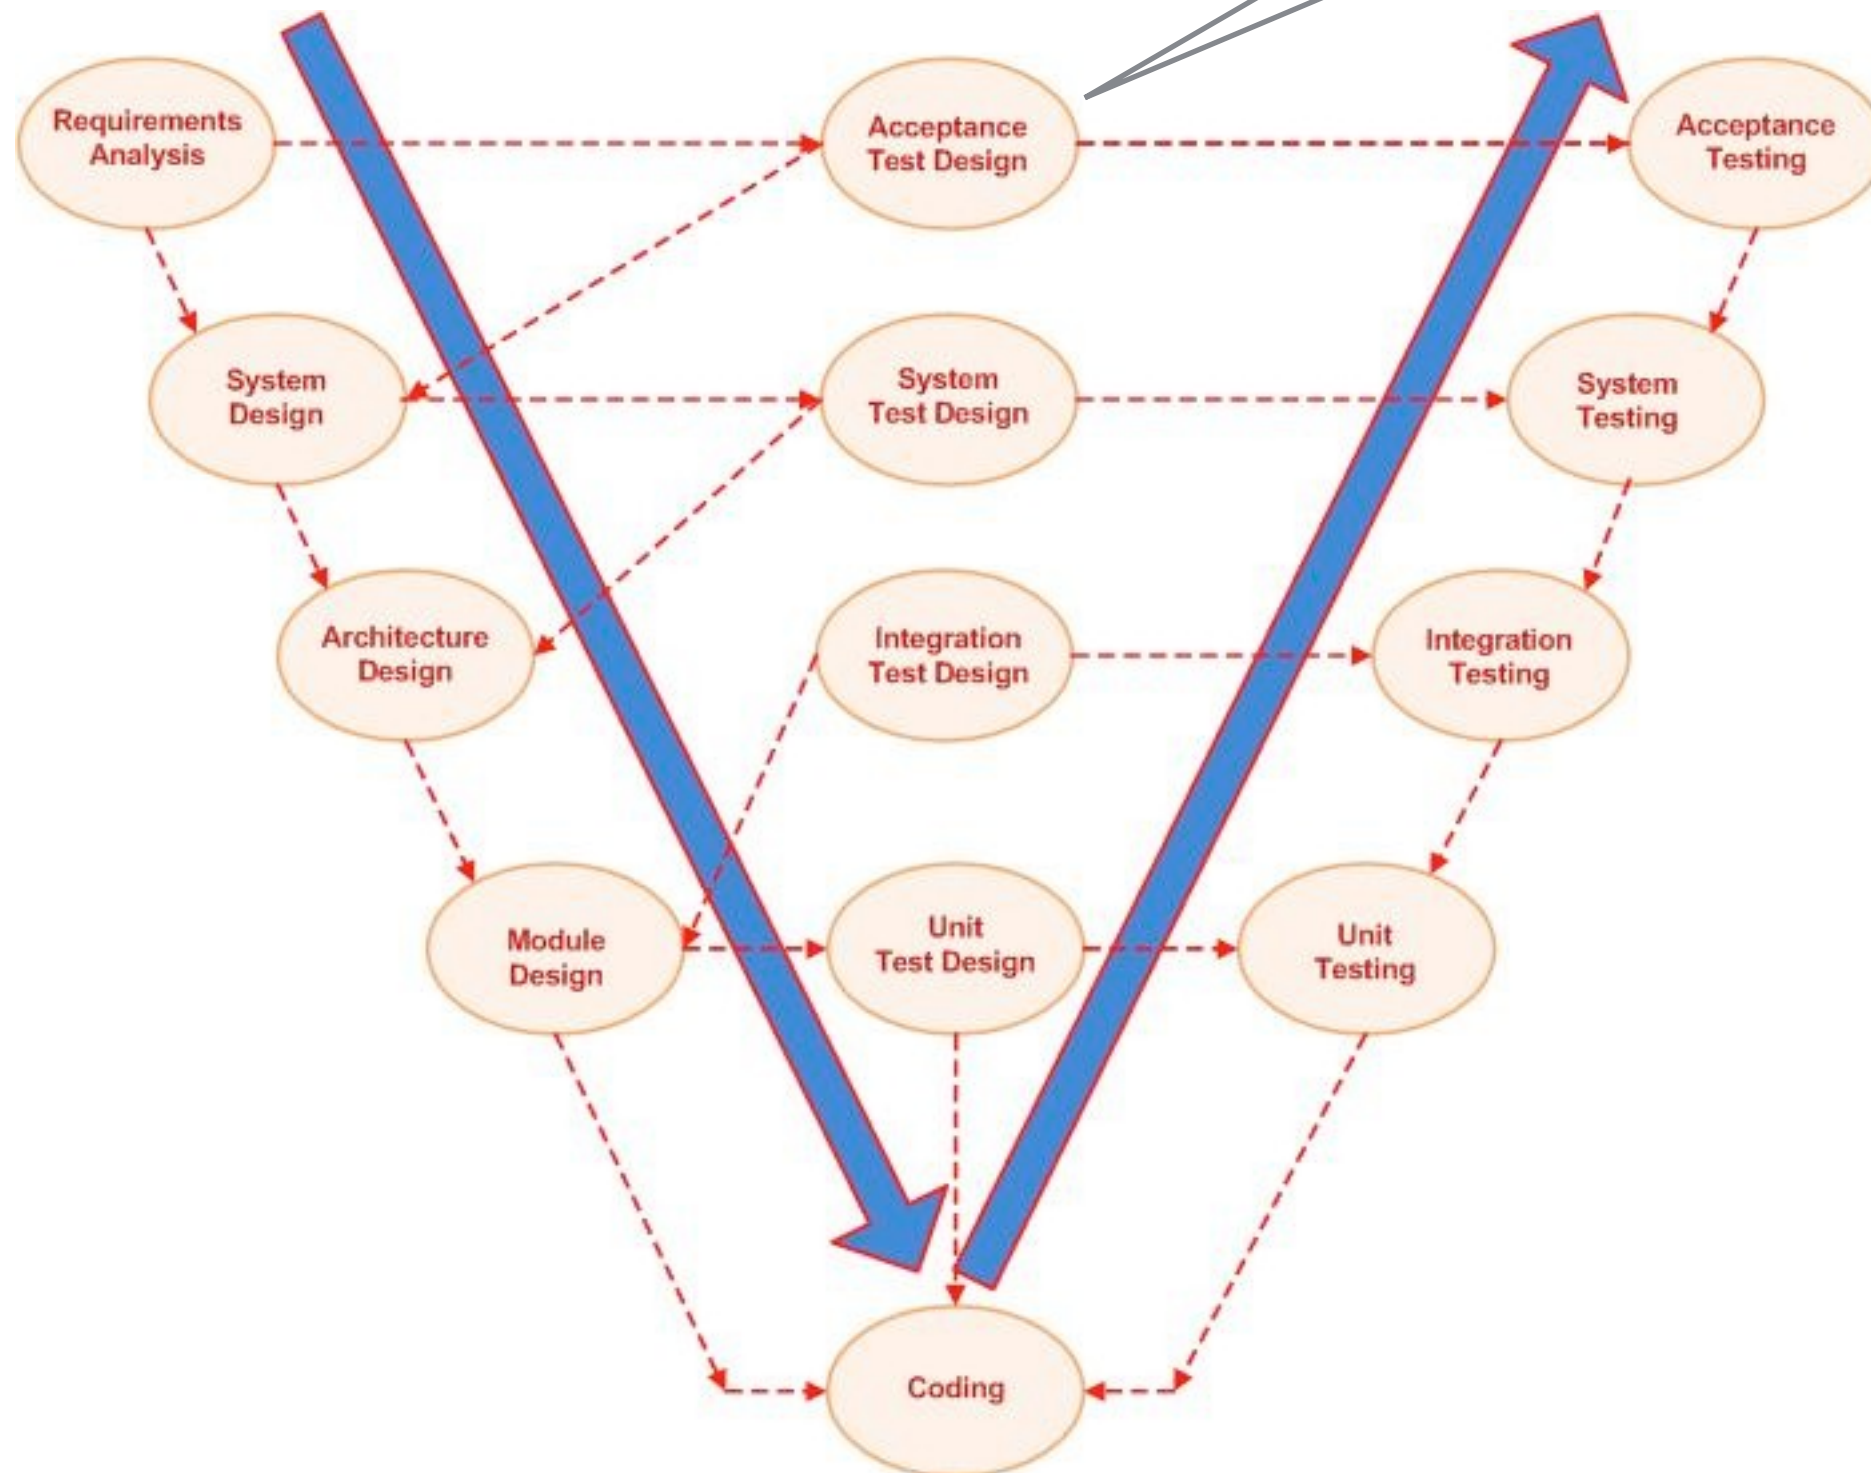 Requirements
Analysis
Acceptance
Test Design
Acceptance
Testing
System
Design
System
Test Design
System
Testing
Architecture
Design
Integration
Test Design
Integration
Testing
Module
Design
Unit
Test Design
Unit
Testing
Coding